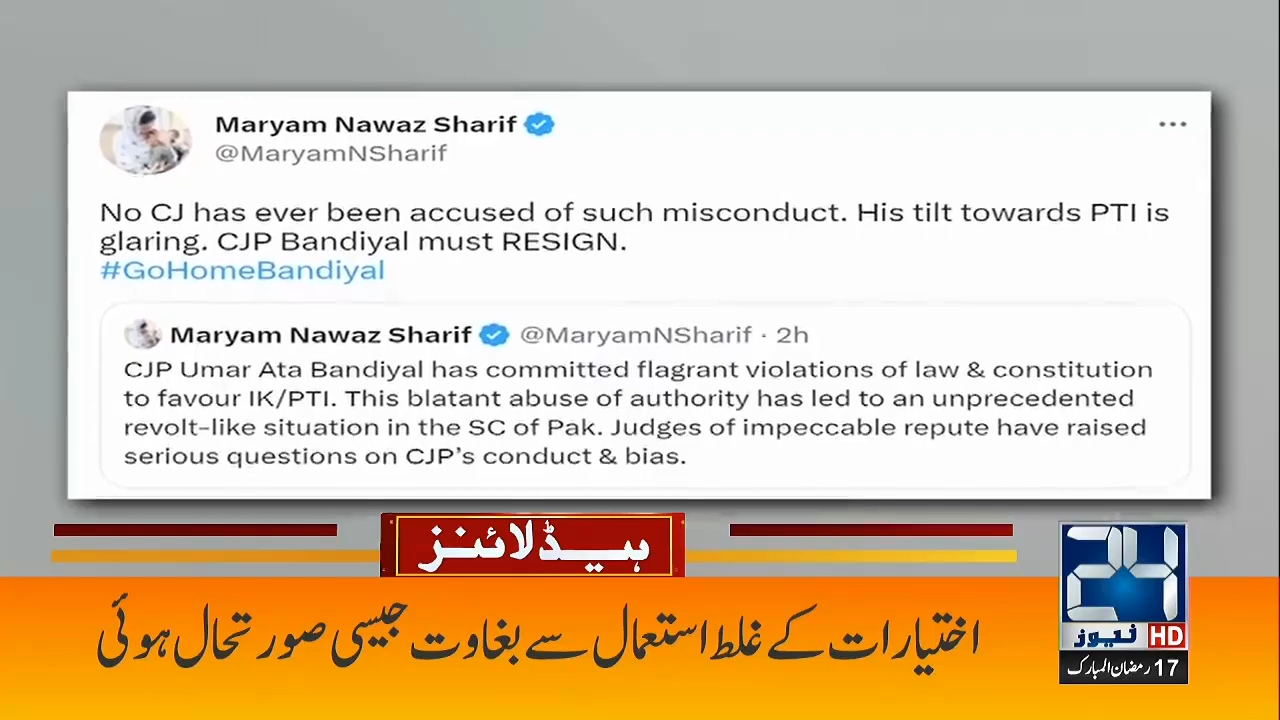 Maryam Nawaz Sharif
@MaryamNSharif
No CJ has ever been accused of such misconduct. His tilt towards PTI is
glaring. CJP Bandiyal must RESIGN.
#GoHomeBandiyal
Maryam Nawaz Sharif @MaryamNSharif · 2h
CJP Umar Ata Bandiyal has committed flagrant violations of law & constitution
to favour IK/PTI. This blatant abuse of authority has led to an unprecedented
revolt-like situation in the SC of Pak. Judges of impeccable repute have raised
serious questions on CJP's conduct & bias.
ہیڈلائنز
اختیارات کے غلط استعمال سے بغاوت جیسی صورتحال ہوئی
24
نیوز HD
17 رمضان المبارک